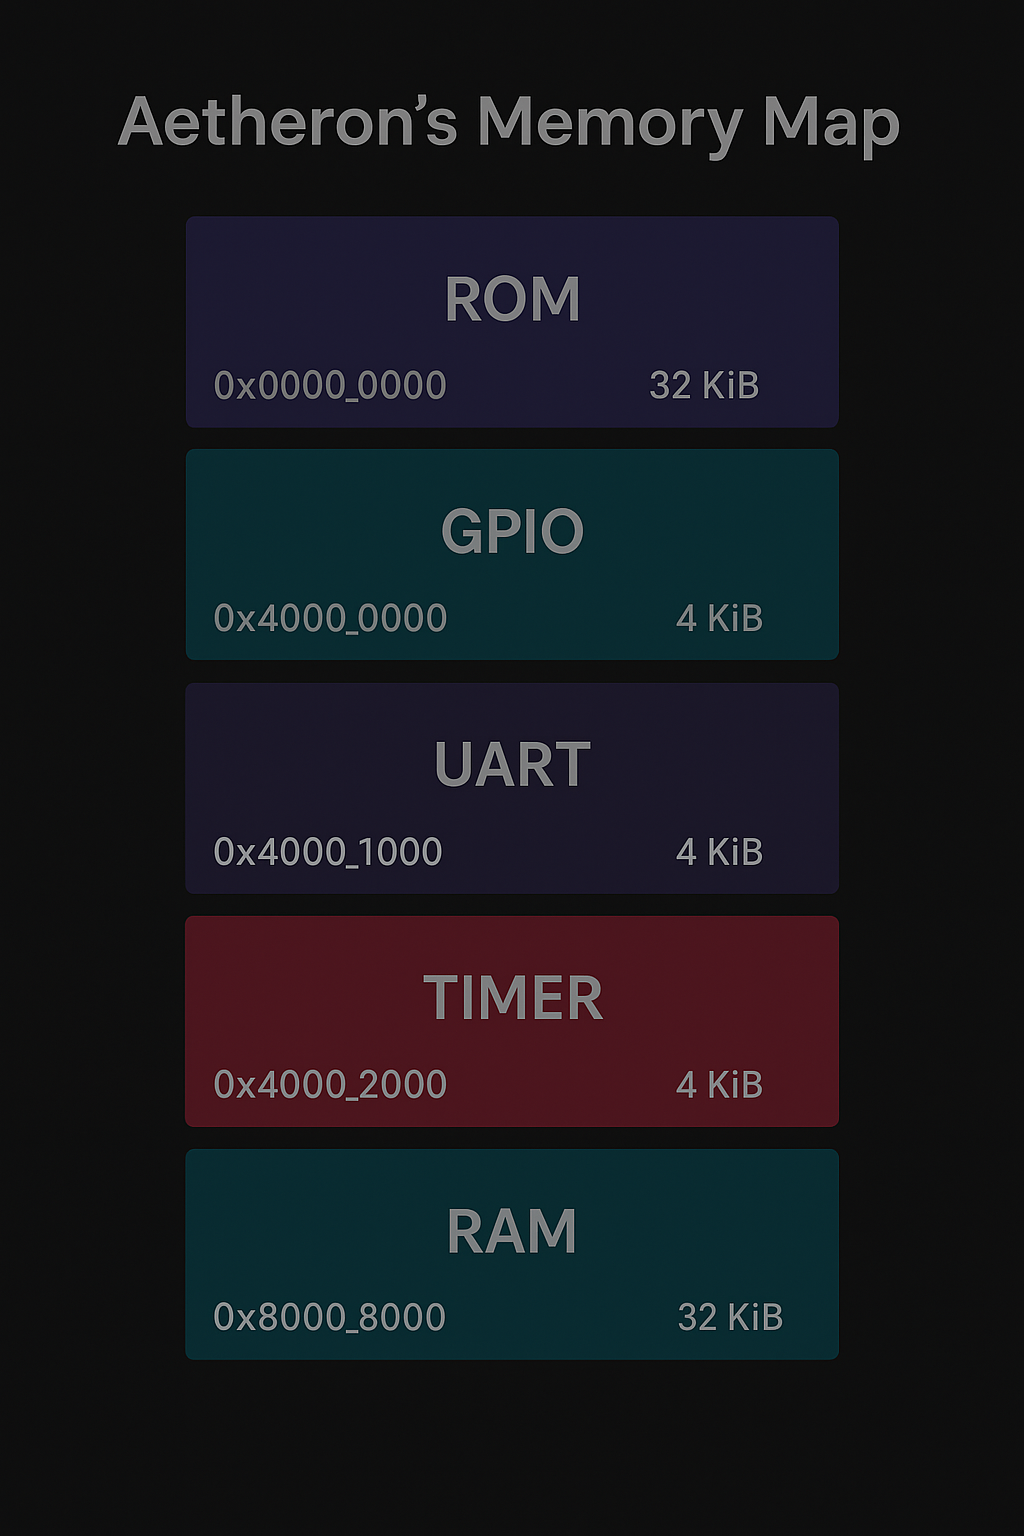 Aetheron’s Memory Map
ROM
0x0000_0000 32 KiB
GPIO
0x4000_0000 4 KiB
UART
0x4000_1000 4 KiB
TIMER
0x4000_2000 4 KiB
RAM
0x8000_8000 32 KiB